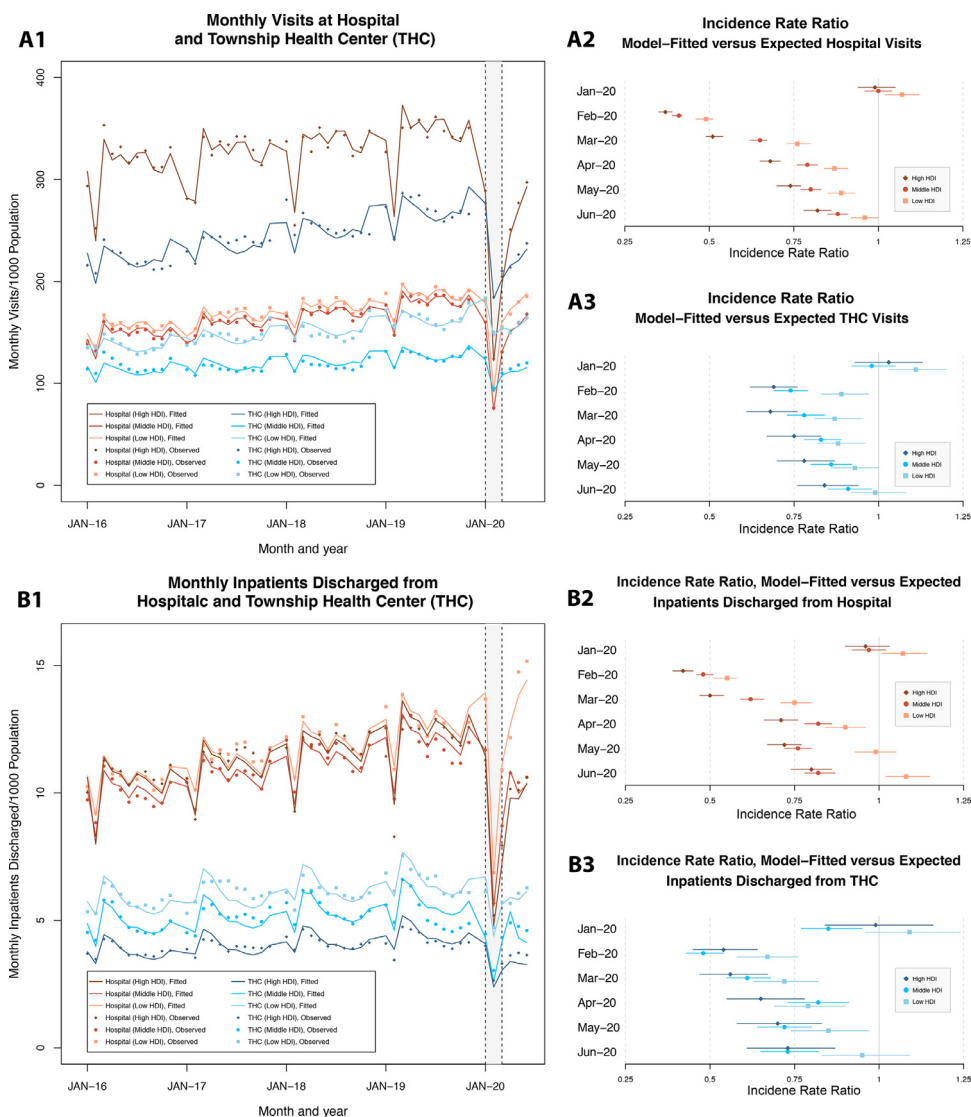 A1
Monthly Visits at Hospital
and Township Health Center (THC)
Monthly Visits/1000 Population
400
300
200
100
0
Hospital (High HDI), Fitted
Hospital (Middle HDI), Fitted
Hospital (Low HDI), Fitted
Hospital (High HDI), Observed
Hospital (Middle HDI), Observed
Hospital (Low HDI), Observed
THC (High HDI), Fitted
THC (Middle HDI), Fitted
THC (Low HDI), Fitted
THC (High HDI), Observed
THC (Middle HDI), Observed
THC (Low HDI), Observed
JAN−16 JAN−17 JAN−18 JAN−19 JAN−20
Month and year
A2
Incidence Rate Ratio
Model−Fitted versus Expected Hospital Visits
Jan−20
Feb−20
Mar−20
Apr−20
May−20
Jun−20
High HDI
Middle HDI
Low HDI
0.25 0.5 0.75 1 1.25
Incidence Rate Ratio
A3
Incidence Rate Ratio
Model−Fitted versus Expected THC Visits
Jan−20
Feb−20
Mar−20
Apr−20
May−20
Jun−20
High HDI
Middle HDI
Low HDI
0.25 0.5 0.75 1 1.25
Incidence Rate Ratio
B1
Monthly Inpatients Discharged from
Hospitalc and Township Health Center (THC)
Monthly Inpatients Discharged/1000 Population
15
10
5
0
Hospital (High HDI), Fitted
Hospital (Middle HDI), Fitted
Hospital (Low HDI), Fitted
Hospital (High HDI), Observed
Hospital (Middle HDI), Observed
Hospital (Low HDI), Observed
THC (High HDI), Fitted
THC (Middle HDI), Fitted
THC (Low HDI), Fitted
THC (High HDI), Observed
THC (Middle HDI), Observed
THC (Low HDI), Observed
JAN−16 JAN−17 JAN−18 JAN−19 JAN−20
Month and year
B2
Incidence Rate Ratio, Model−Fitted versus Expected
Inpatients Discharged from Hospital
Jan−20
Feb−20
Mar−20
Apr−20
May−20
Jun−20
High HDI
Middle HDI
Low HDI
0.25 0.5 0.75 1 1.25
Incidence Rate Ratio
B3
Incidence Rate Ratio, Model−Fitted versus Expected
Inpatients Discharged from THC
Jan−20
Feb−20
Mar−20
Apr−20
May−20
Jun−20
High HDI
Middle HDI
Low HDI
0.25 0.5 0.75 1 1.25
Incidene Rate Ratio